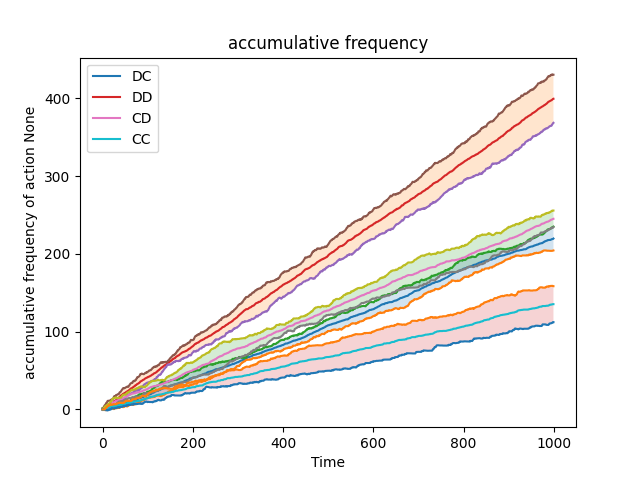 accumulative frequency
DC
DD
CD
CC
accumulative frequency of action None
400
300
200
100
0
0 200 400 600 800 1000
Time